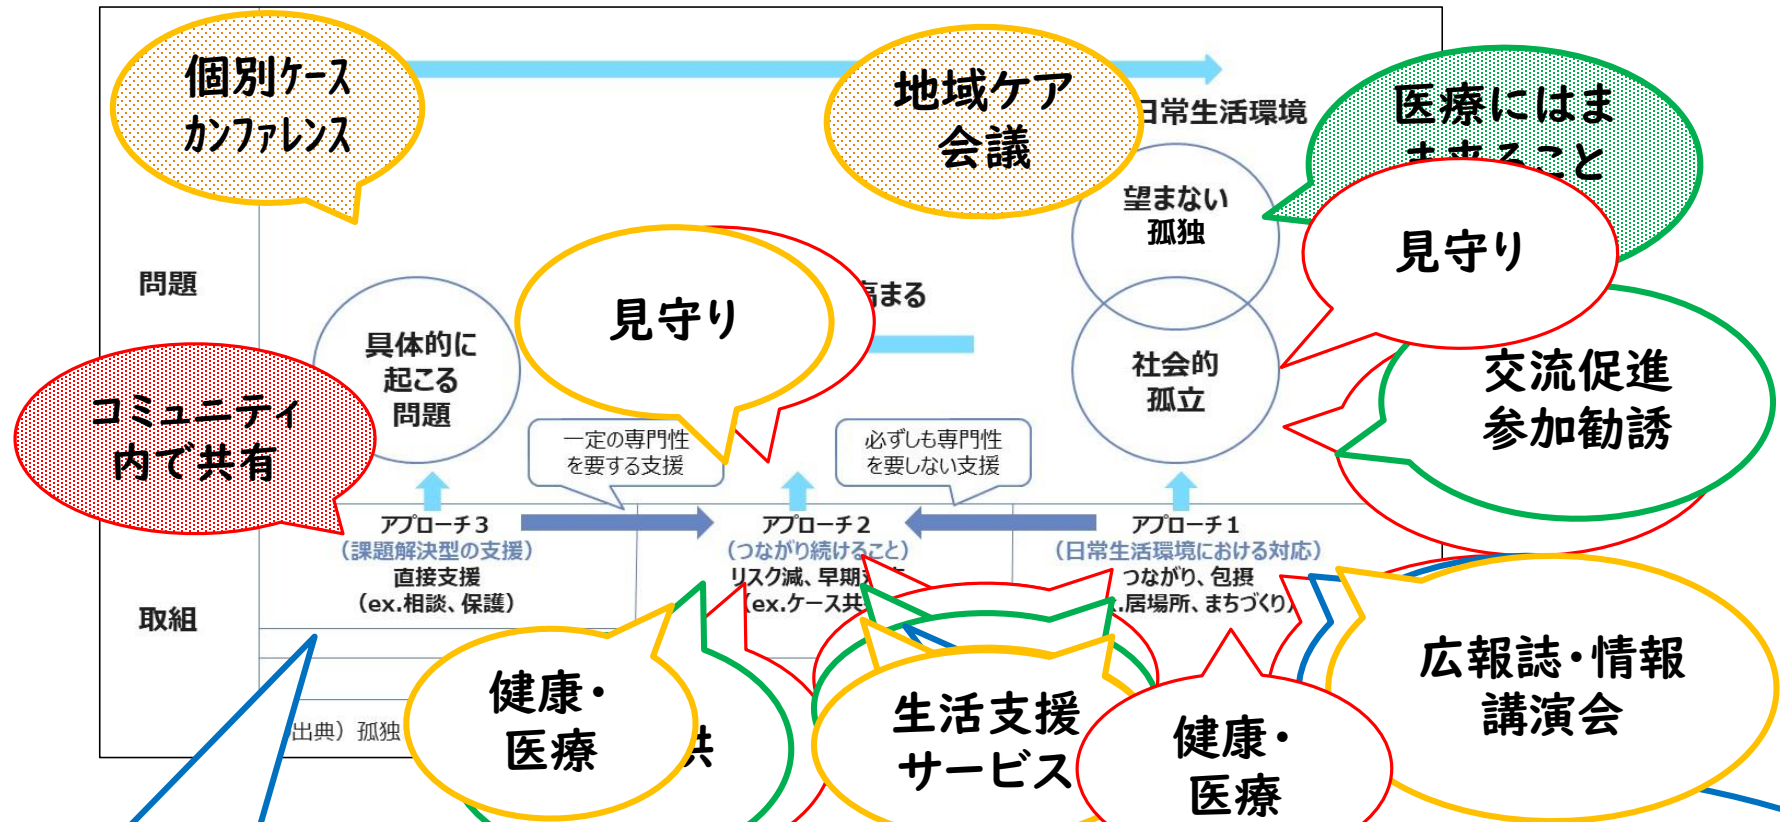 個別ケース
カンファレンス
地域ケア
会議
日常生活環境
医療にはま
望まない
孤独
見守り
問題
見守り
高まる
具体的に
起こる
問題
社会的
孤立
交流促進
参加勧誘
コミュニティ
内で共有
一定の専門性
を要する支援
必ずしも専門性
を要しない支援
アプローチ３
（課題解決型の支援）
直接支援
（ex.相談、保護）
アプローチ２
（つながり続けること）
リスク減、早期
（ex.ケース共
アプローチ１
（日常生活環境における対応）
つながり、包摂
.居場所、まちづくり）
取組
健康・
医療
供
生活支援
サービス
健康・
医療
広報誌・情報
講演会
出典）孤独